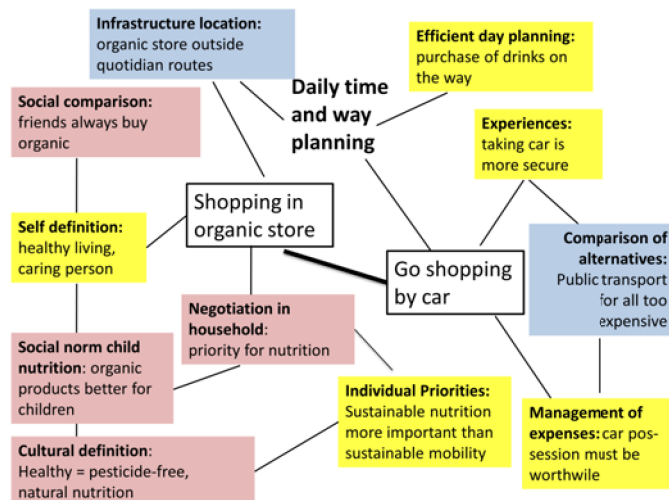 Infrastructure location:
organic store outside
quotidian routes
Efficient day planning:
purchase of drinks on
the way
Daily time
and way
planning
Social comparison:
friends always buy
organic
Experiences:
taking car is
more secure
Shopping in
organic store
Self definition:
healthy living,
caring person
Comparison of
alternatives:
Public transport
for all too
expensive
Go shopping
by car
Negotiation in
household:
priority for nutrition
Social norm child
nutrition: organic
products better for
children
Individual Priorities:
Sustainable nutrition
more important than
sustainable mobility
Management of
expenses: car pos-
session must be
worthwile
Cultural definition:
Healthy = pesticide-free,
natural nutrition